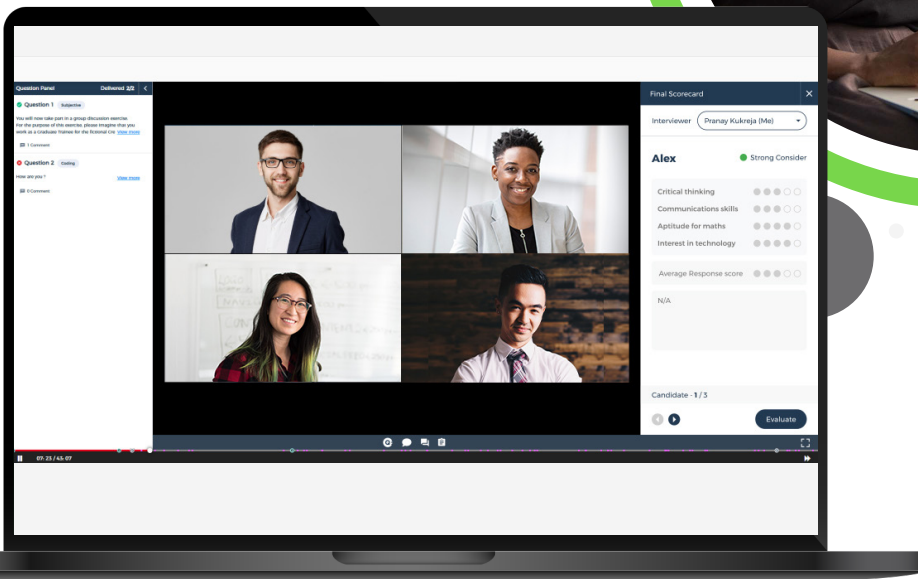 Question Panel Delivered 2/2
Question 1 Subjective
You will now take part in a group discussion exercise.
For the purpose of this exercise, please imagine that you
work as a Graduate Trainee for the fictional Cro View more
1 Comment
Question 2 Coding
How are you ? View more
0 Comment
Final Scorecard
Interviewer Pranay Kukreja (Me)
Alex Strong Consider
Critical thinking
Communications skills
Aptitude for maths
Interest in technology
Average Response score
N/A
Candidate - 1 / 3
Evaluate
07: 23 / 45: 07